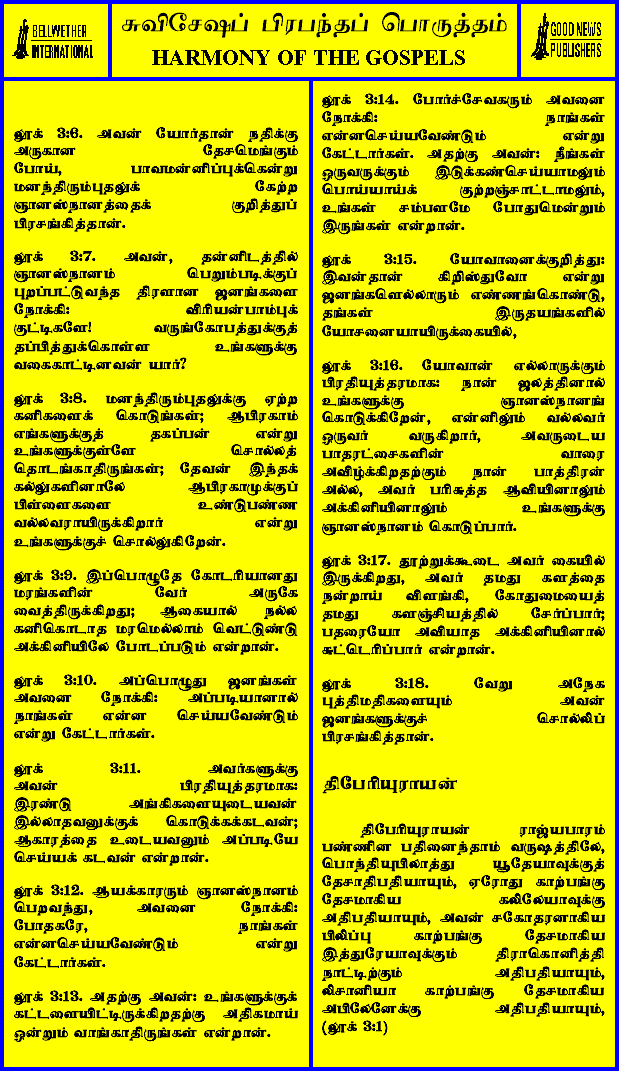 BELLWETHER
INTERNATIONAL
சுவிசேஷப் பிரபந்தப் பொருத்தம்
HARMONY OF THE GOSPELS
GOOD NEWS
PUBLISHERS
லூக் 3:6. அவன் யோர்தான் நதிக்கு
அருகான தேசமெங்கும்
போய், பாவமன்னிப்புக்கென்று
மனந்திரும்புதலுக் கேற்ற
ஞானஸ்நானத்தைக் குறித்துப்
பிரசங்கித்தான்.
லூக் 3:7. அவன், தன்னிடத்தில்
ஞானஸ்நானம் பெறும்படிக்குப்
புறப்பட்டுவந்த திரளான ஜனங்களை
நோக்கி: விரியன்பாம்புக்
குட்டிகளே! வருங்கோபத்துக்குத்
தப்பித்துக்கொள்ள உங்களுக்கு
வகைகாட்டினவன் யார்?
லூக் 3:8. மனந்திரும்புதலுக்கு ஏற்ற
கனிகளைக் கொடுங்கள்; ஆபிரகாம்
எங்களுக்குத் தகப்பன் என்று
உங்களுக்குள்ளே சொல்லத்
தொடங்காதிருங்கள்; தேவன் இந்தக்
கல்லுகளினாலே ஆபிரகாமுக்குப்
பிள்ளைகளை உண்டுபண்ண
வல்லவராயிருக்கிறார் என்று
உங்களுக்குச் சொல்லுகிறேன்.
லூக் 3:9. இப்பொழுதே கோடரியானது
மரங்களின் வேர் அருகே
வைத்திருக்கிறது; ஆகையால் நல்ல
கனிகொடாத மரமெல்லாம் வெட்டுண்டு
அக்கினியிலே போடப்படும் என்றான்.
லூக் 3:10. அப்பொழுது ஜனங்கள்
அவனை நோக்கி: அப்படியானால்
நாங்கள் என்ன செய்யவேண்டும்
என்று கேட்டார்கள்.
லூக் 3:11. அவர்களுக்கு
அவன் பிரதியுத்தரமாக:
இரண்டு அங்கிகளையுடையவன்
இல்லாதவனுக்குக் கொடுக்கக்கடவன்;
ஆகாரத்தை உடையவனும் அப்படியே
செய்யக் கடவன் என்றான்.
லூக் 3:12. ஆயக்காரரும் ஞானஸ்நானம்
பெறவந்து, அவனை நோக்கி:
போதகரே, நாங்கள்
என்னசெய்யவேண்டும் என்று
கேட்டார்கள்.
லூக் 3:13. அதற்கு அவன்: உங்களுக்குக்
கட்டளையிட்டிருக்கிறதற்கு அதிகமாய்
ஒன்றும் வாங்காதிருங்கள் என்றான்.
லூக் 3:14. போர்ச்சேவகரும் அவனை
நோக்கி: நாங்கள்
என்னசெய்யவேண்டும் என்று
கேட்டார்கள். அதற்கு அவன்: நீங்கள்
ஒருவருக்கும் இடுக்கண்செய்யாமலும்
பொய்யாய்க் குற்றஞ்சாட்டாமலும்,
உங்கள் சம்பளமே போதுமென்றும்
இருங்கள் என்றான்.
லூக் 3:15. யோவானைக்குறித்து:
இவன்தான் கிறிஸ்துவோ என்று
ஜனங்களெல்லாரும் எண்ணங்கொண்டு,
தங்கள் இருதயங்களில்
யோசனையாயிருக்கையில்,
லூக் 3:16. யோவான் எல்லாருக்கும்
பிரதியுத்தரமாக: நான் ஜலத்தினால்
உங்களுக்கு ஞானஸ்நானங்
கொடுக்கிறேன், என்னிலும் வல்லவர்
ஒருவர் வருகிறார், அவருடைய
பாதரட்சைகளின் வாரை
அவிழ்க்கிறதற்கும் நான் பாத்திரன்
அல்ல, அவர் பரிசுத்த ஆவியினாலும்
அக்கினியினாலும் உங்களுக்கு
ஞானஸ்நானம் கொடுப்பார்.
லூக் 3:17. தூற்றுக்கூடை அவர் கையில்
இருக்கிறது, அவர் தமது களத்தை
நன்றாய் விளங்கி, கோதுமையைத்
தமது களஞ்சியத்தில் சேர்ப்பார்;
பதரையோ அவியாத அக்கினியினால்
சுட்டெரிப்பார் என்றான்.
லூக் 3:18. வேறு அநேக
புத்திமதிகளையும் அவன்
ஜனங்களுக்குச் சொல்லிப்
பிரசங்கித்தான்.
திபேரியுராயன்
திபேரியுராயன் ராஜ்யபாரம்
பண்ணின பதினைந்தாம் வருஷத்திலே,
பொந்தியுபிலாத்து யூதேயாவுக்குத்
தேசாதிபதியாயும், ஏரோது காற்பங்கு
தேசமாகிய கலிலேயாவுக்கு
அதிபதியாயும், அவன் சகோதரனாகிய
பிலிப்பு காற்பங்கு தேசமாகிய
இத்துரேயாவுக்கும் திராகொனித்தி
நாட்டிற்கும் அதிபதியாயும்,
லிசானியா காற்பங்கு தேசமாகிய
அபிலேனேக்கு அதிபதியாயும்,
(லூக் 3:1)